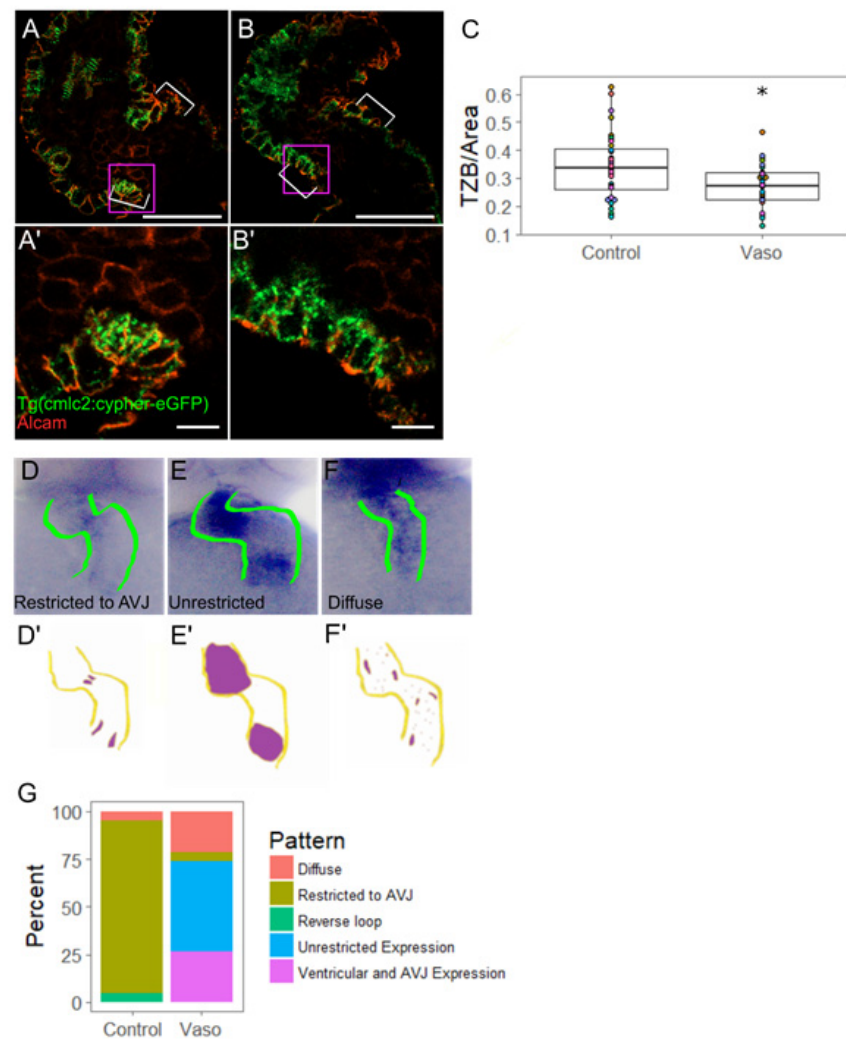 A
B
C
TZB/Area
0.6
0.5
0.4
0.3
0.2
0.1
*
Control
Vaso
A'
B'
Tg(cmlc2:cypher-eGFP)
Alcam
D
E
F
Restricted to AVJ
Unrestricted
Diffuse
D'
E'
F'
G
Percent
100
75
50
25
0
Control
Vaso
Pattern
Diffuse
Restricted to AVJ
Reverse loop
Unrestricted Expression
Ventricular and AVJ Expression